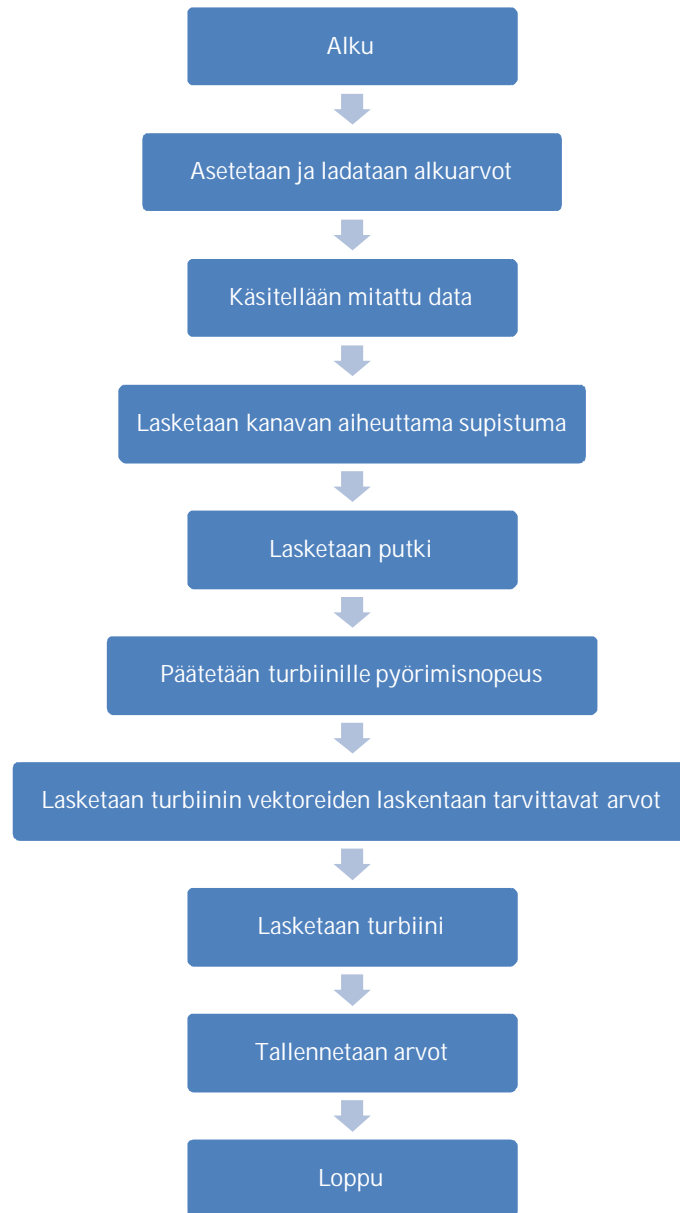 Alku
Asetetaan ja ladataan alkuarvot
Käsitellään mitattu data
Lasketaan kanavan aiheuttama supistuma
Lasketaan putki
Päätetään turbiinille pyörimisnopeus
Lasketaan turbiinin vektoreiden laskentaan tarvittavat arvot
Lasketaan turbiini
Tallennetaan arvot
Loppu